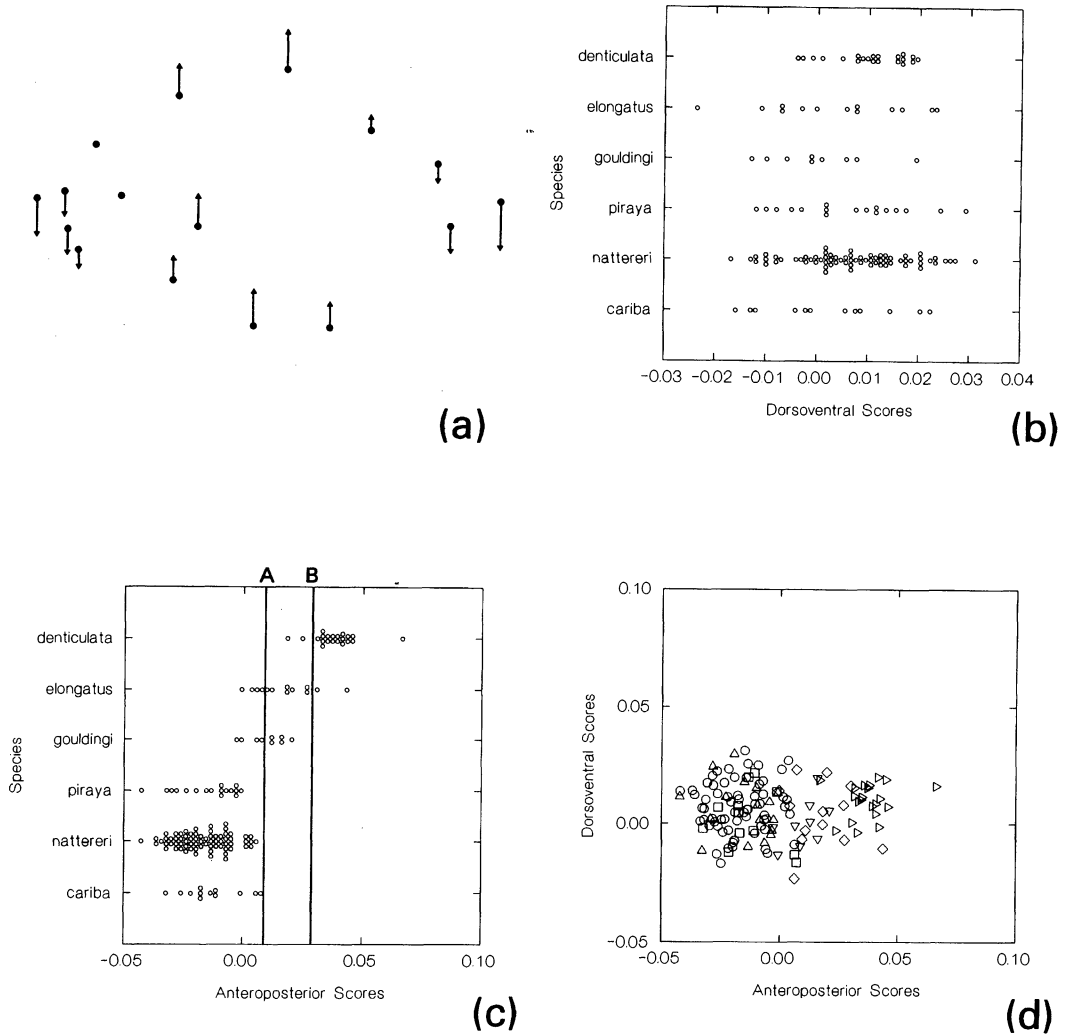 (a)
Species
denticulata
elongatus
gouldingi
piraya
nattereri
cariba
-0.03 -0.02 -0.01 0.00 0.01 0.02 0.03 0.04
Dorsoventral Scores
(b)
A B
Species
denticulata
elongatus
gouldingi
piraya
nattereri
cariba
-0.05 0.00 0.05 0.10
Anteroposterior Scores
(c)
Dorsoventral Scores
0.10
0.05
0.00
-0.05
-0.05 0.00 0.05 0.10
Anteroposterior Scores
(d)